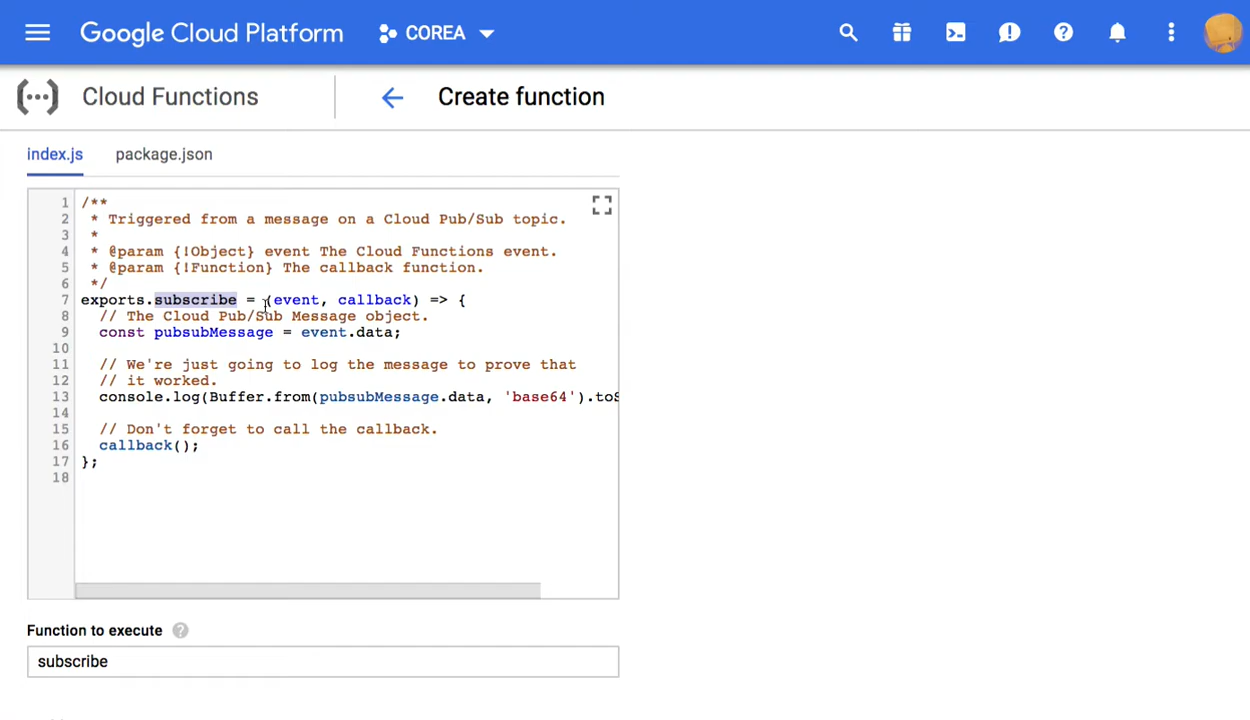 Google Cloud Platform COREA
Cloud Functions Create function
index.js package.json
1 /**
2 * Triggered from a message on a Cloud Pub/Sub topic.
3 *
4 * @param {!Object} event The Cloud Functions event.
5 * @param {!Function} The callback function.
6 */
7 exports.subscribe = (event, callback) => {
8 // The Cloud Pub/Sub Message object.
9 const pubsubMessage = event.data;
10
11 // We're just going to log the message to prove that
12 // it worked.
13 console.log(Buffer.from(pubsubMessage.data, 'base64').toS
14
15 // Don't forget to call the callback.
16 callback();
17 };
18
Function to execute ?
subscribe